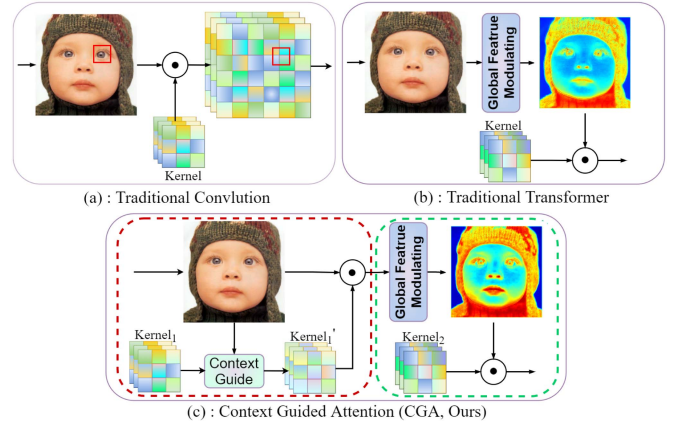 Kernel
(a) : Traditional Convlution
Global Featrue
Modulating
Kernel
(b) : Traditional Transformer
Kernel1
Context
Guide
Kernel1'
Global Featrue
Modulating
Kernel2
(c) : Context Guided Attention (CGA, Ours)